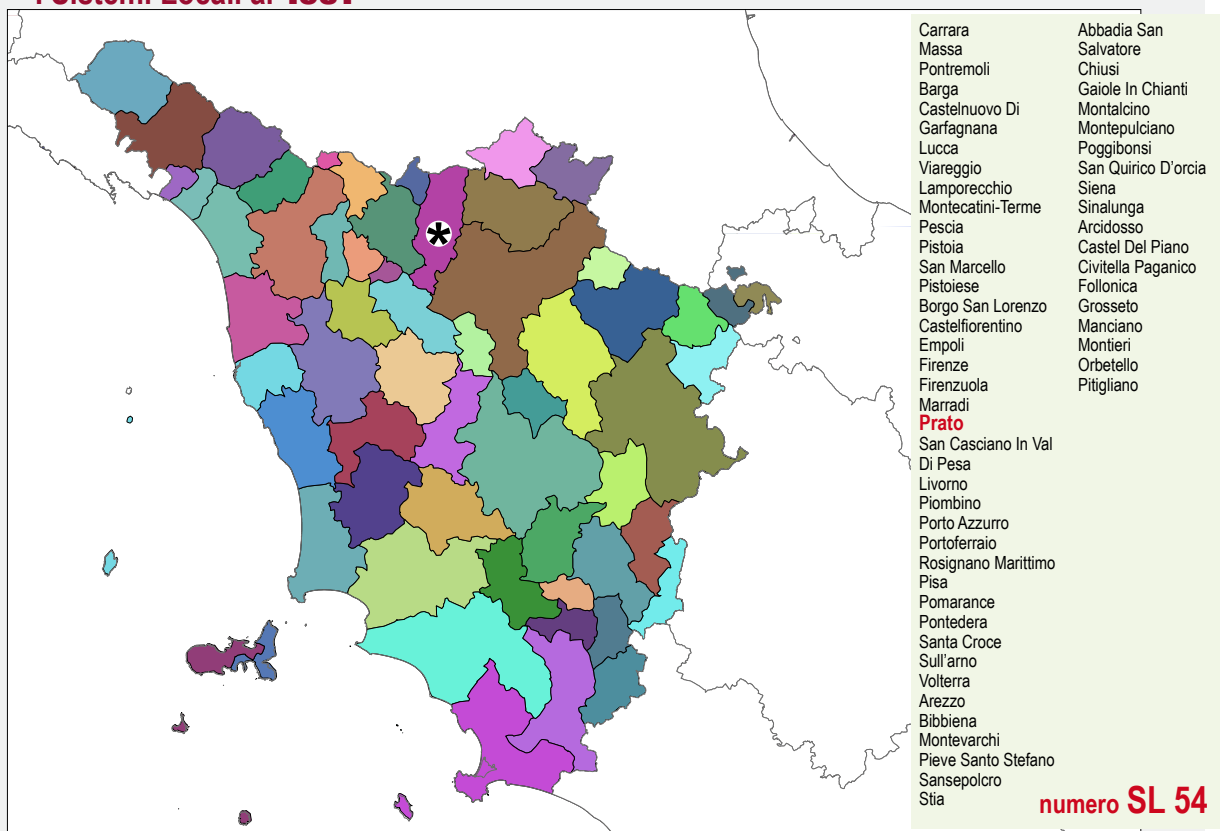 i Sistemi Locali al 1991
Carrara
Massa
Pontremoli
Barga
Castelnuovo Di
Garfagnana
Lucca
Viareggio
Lamporecchio
Montecatini-Terme
Pescia
Pistoia
San Marcello
Pistoiese
Borgo San Lorenzo
Castelfiorentino
Empoli
Firenze
Firenzuola
Marradi
Prato
San Casciano In Val
Di Pesa
Livorno
Piombino
Porto Azzurro
Portoferraio
Rosignano Marittimo
Pisa
Pomarance
Pontedera
Santa Croce
Sull'arno
Volterra
Arezzo
Bibbiena
Montevarchi
Pieve Santo Stefano
Sansepolcro
Stia
Abbadia San
Salvatore
Chiusi
Gaiole In Chianti
Montalcino
Montepulciano
Poggibonsi
San Quirico D'orcia
Siena
Sinalunga
Arcidosso
Castel Del Piano
Civitella Paganico
Follonica
Grosseto
Manciano
Montieri
Orbetello
Pitigliano
numero SL 54